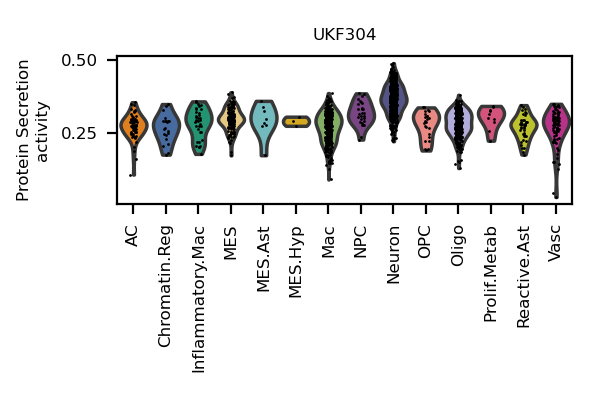 UKF304
Protein Secretion
activity
0.50
0.25
AC
Chromatin.Reg
Inflammatory.Mac
MES
MES.Ast
MES.Hyp
Mac
NPC
Neuron
OPC
Oligo
Prolif.Metab
Reactive.Ast
Vasc